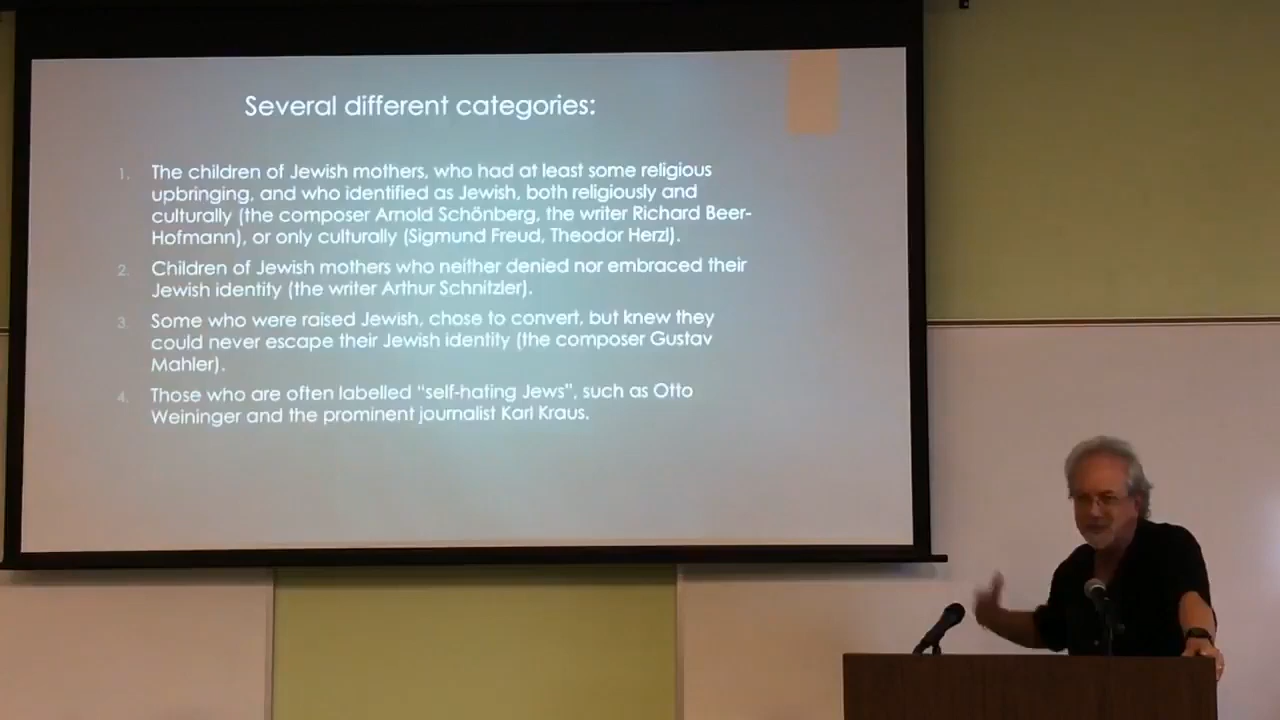 Several different categories:
1. The children of Jewish mothers, who had at least some religious
upbringing, and who identified as Jewish, both religiously and
culturally (the composer Arnold Schönberg, the writer Richard Beer-
Hofmann), or only culturally (Sigmund Freud, Theodor Herzl).
2. Children of Jewish mothers who neither denied nor embraced their
Jewish identity (the writer Arthur Schnitzler).
3. Some who were raised Jewish, chose to convert, but knew they
could never escape their Jewish identity (the composer Gustav
Mahler).
4. Those who are often labelled “self-hating Jews”, such as Otto
Weininger and the prominent journalist Karl Kraus.